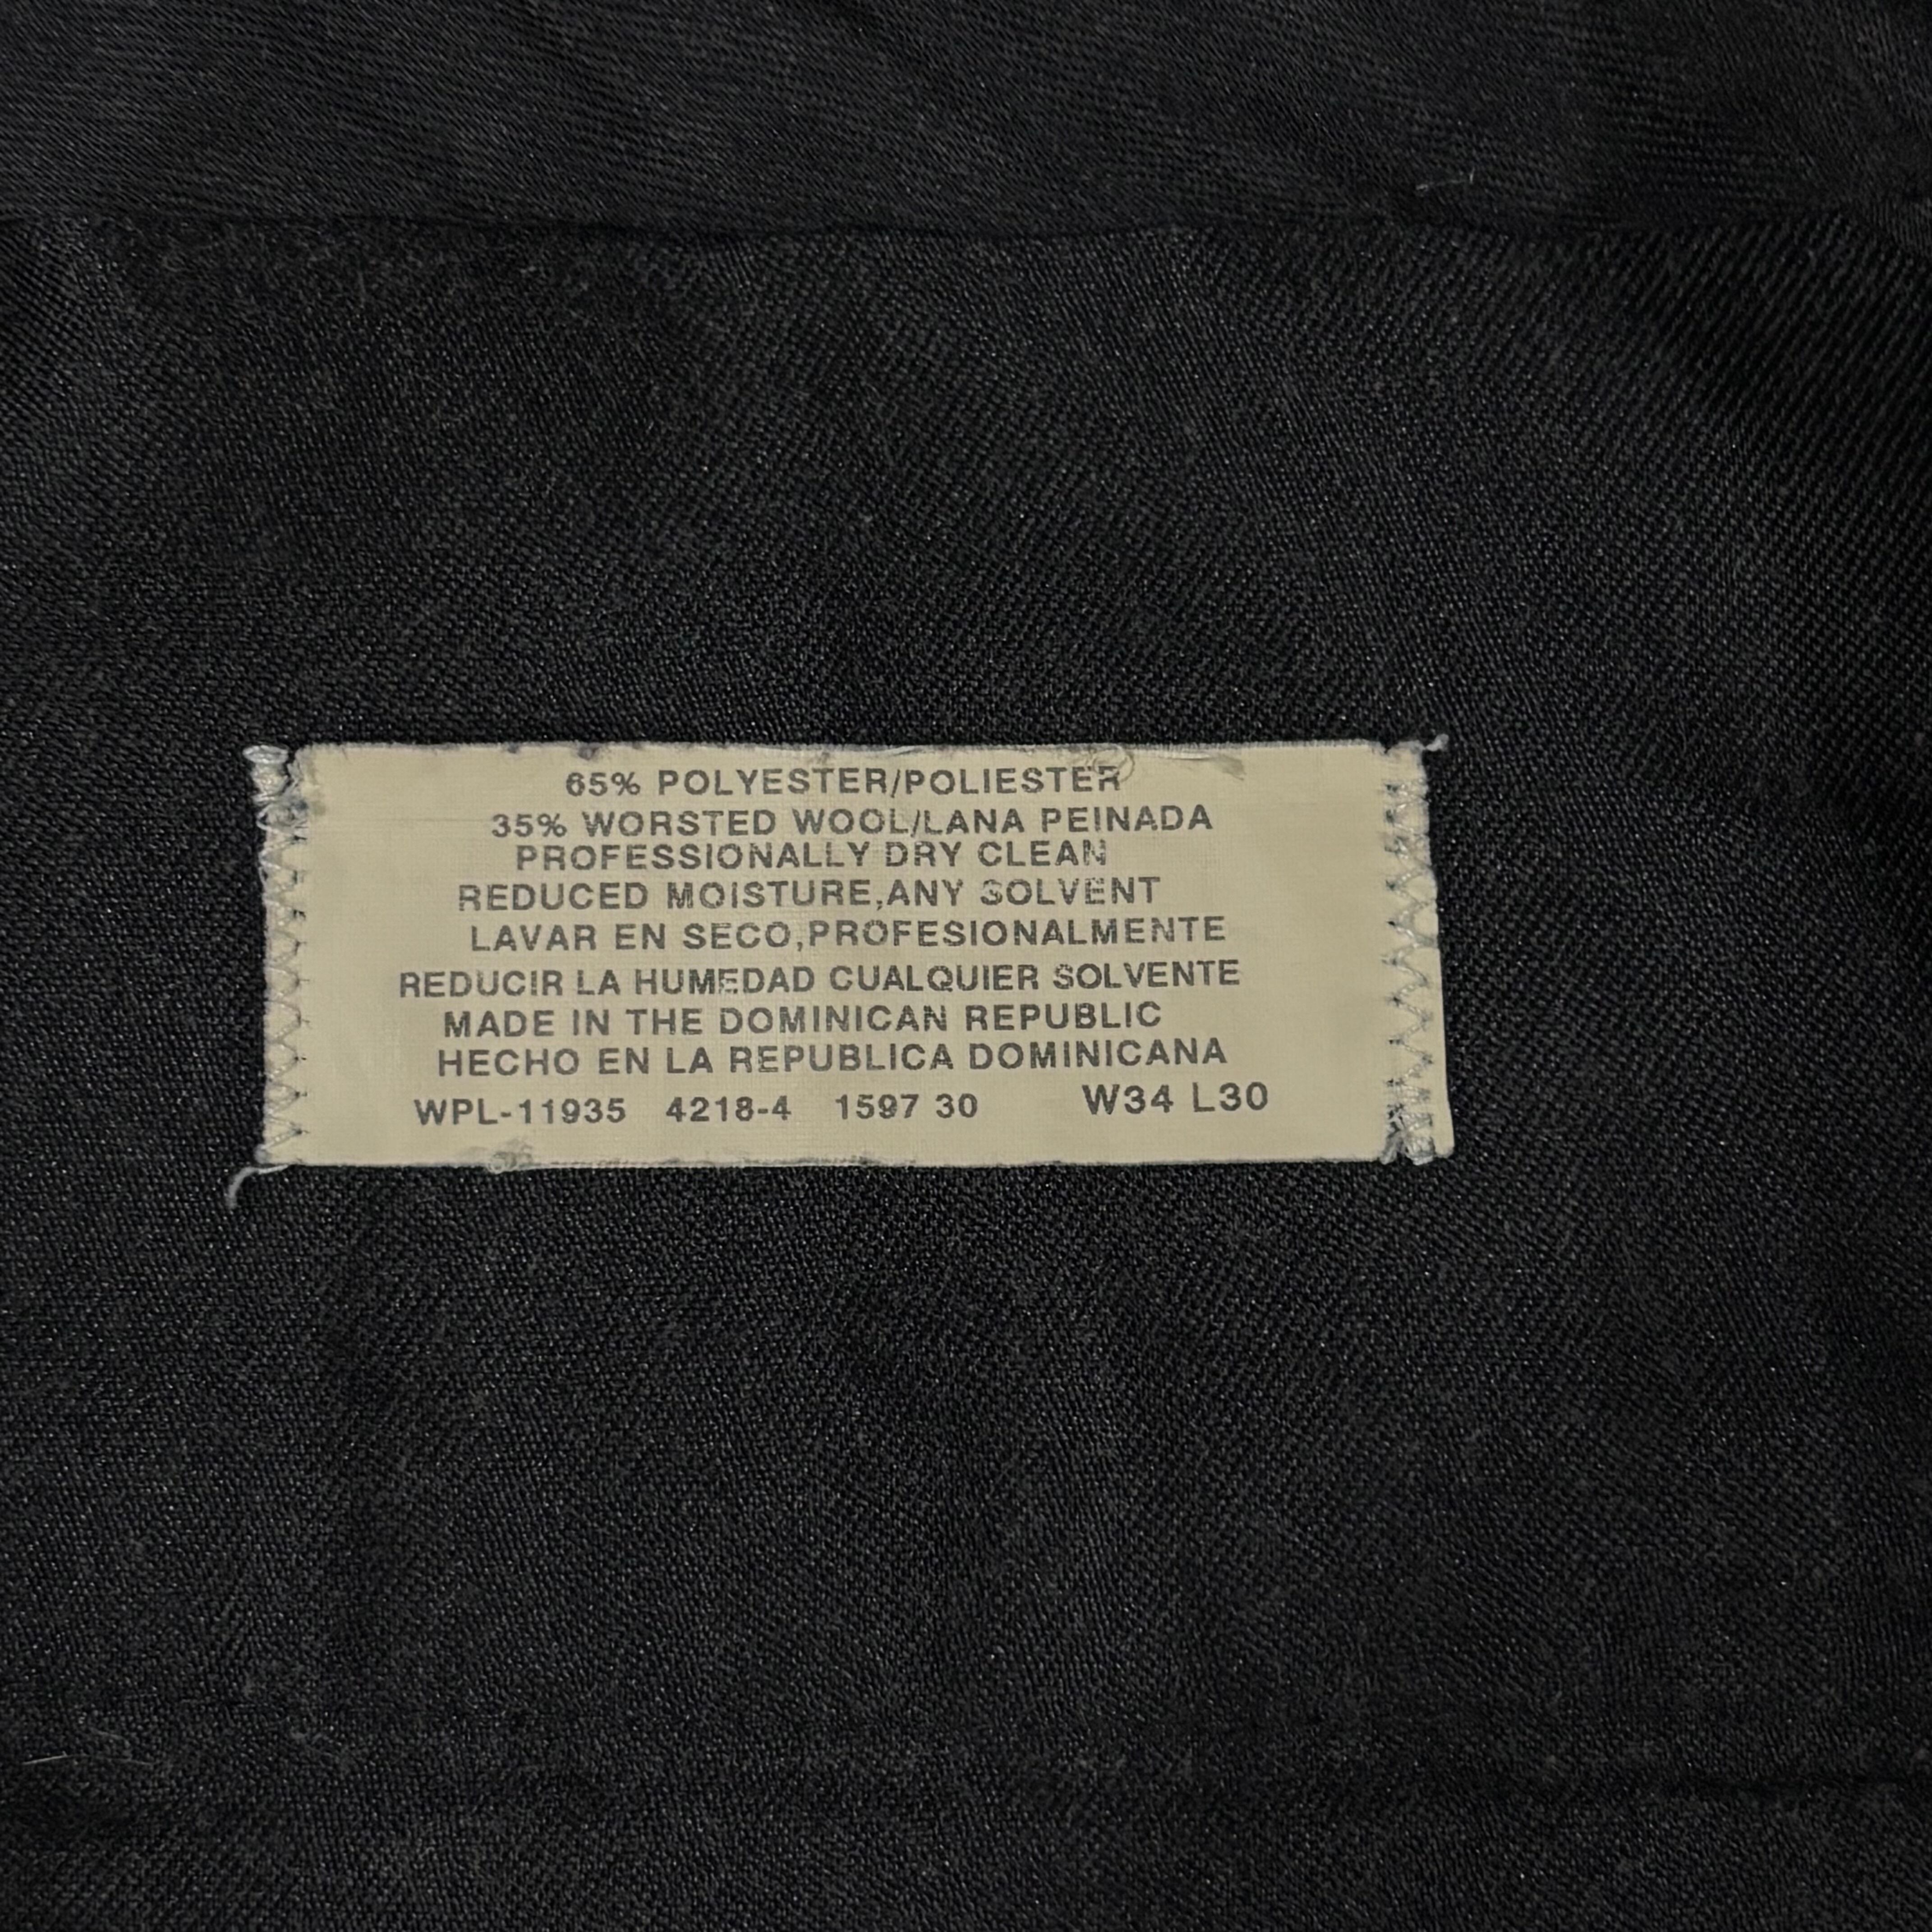 65% POLYESTER/POLIESTER
35% WORSTED WOOL/LANA PEINADA
PROFESSIONALLY DRY CLEAN
REDUCED MOISTURE,ANY SOLVENT
LAVAR EN SECO,PROFESIONALMENTE
REDUCIR LA HUMEDAD CUALQUIER SOLVENTE
MADE IN THE DOMINICAN REPUBLIC
HECHO EN LA REPUBLICA DOMINICANA
WPL-11935 4218-4 1597 30 W34 L30